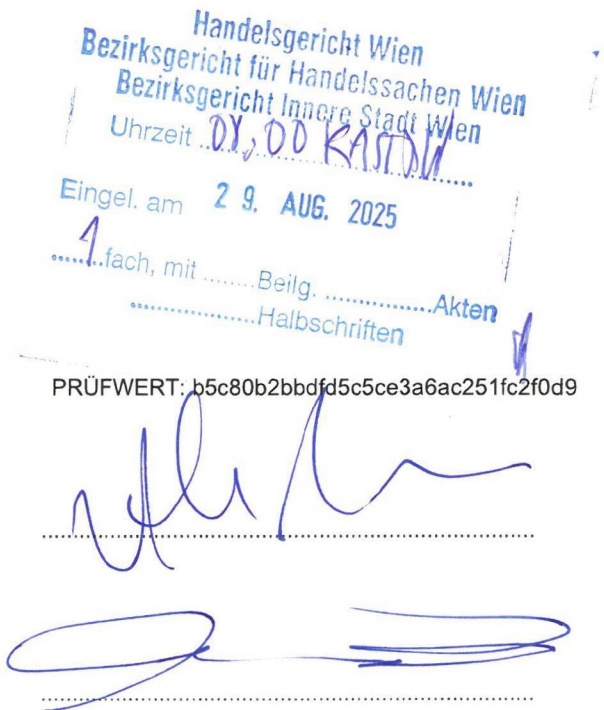 Handelsgericht Wien
Bezirksgericht für Handelssachen Wien
Bezirksgericht Innere Stadt Wien
Uhrzeit
Eingel. am 29. AUG. 2025
1 fach, mit ........Beilg. ................Akten
...................Halbschriften
PRÜFWERT: b5c80b2bbdfd5c5ce3a6ac251fc2f0d9